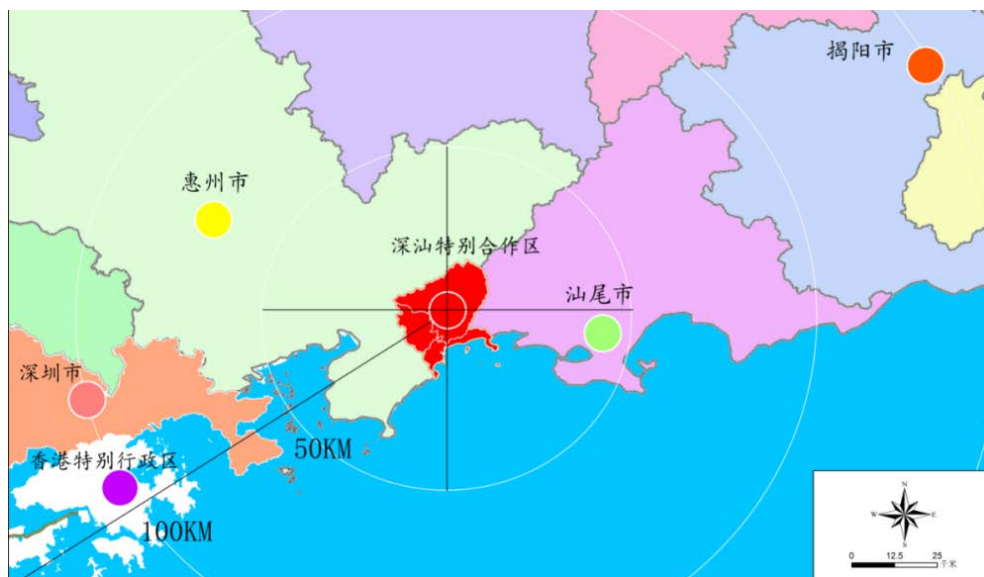 揭阳市
惠州市
深汕特别合作区
汕尾市
深圳市
50KM
香港特别行政区
100KM
N
W
E
S
0 12.5 25
千米